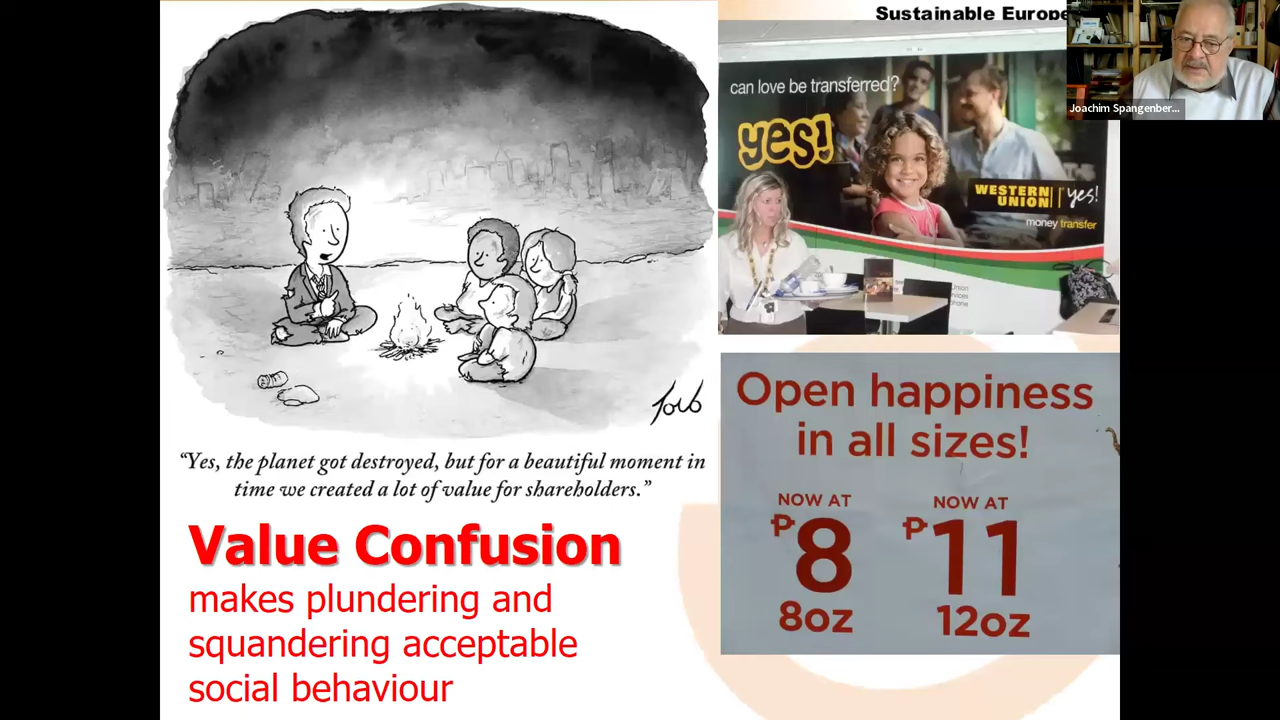 Sustainable Europe
Joachim Spangenber...
can love be transferred?
yes!
WESTERN
UNION
yes!
money transfer
“Yes, the planet got destroyed, but for a beautiful moment in
time we created a lot of value for shareholders.”
Value Confusion
makes plundering and
squandering acceptable
social behaviour
Open happiness
in all sizes!
NOW AT
₱8
8oz
NOW AT
₱11
12oz